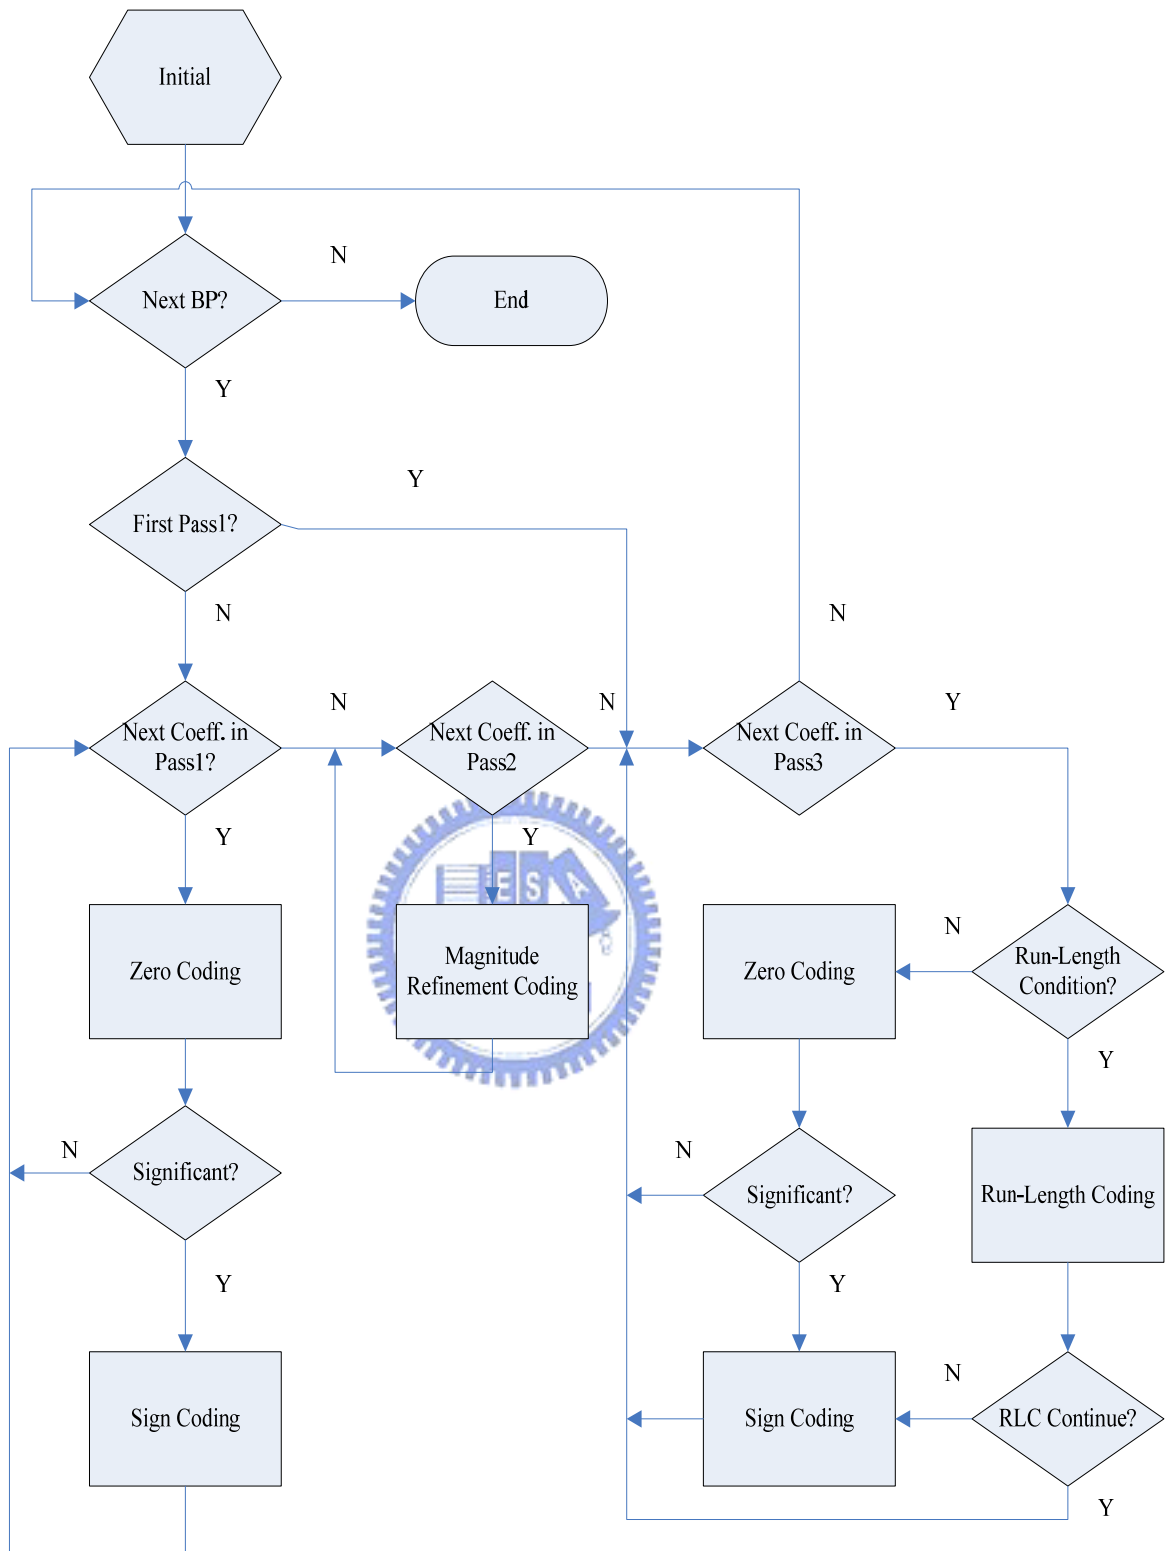 Initial
N
Next BP?
End
Y
Y
First Pass1?
N
N
N
N
Y
Next Coeff. in
Pass1?
Next Coeff. in
Pass2
Next Coeff. in
Pass3
Y
Y
E S A
N
Zero Coding
Magnitude
Refinement Coding
Zero Coding
Run-Length
Condition?
Y
N
N
Significant?
Significant?
Run-Length Coding
Y
Y
N
Sign Coding
Sign Coding
RLC Continue?
Y